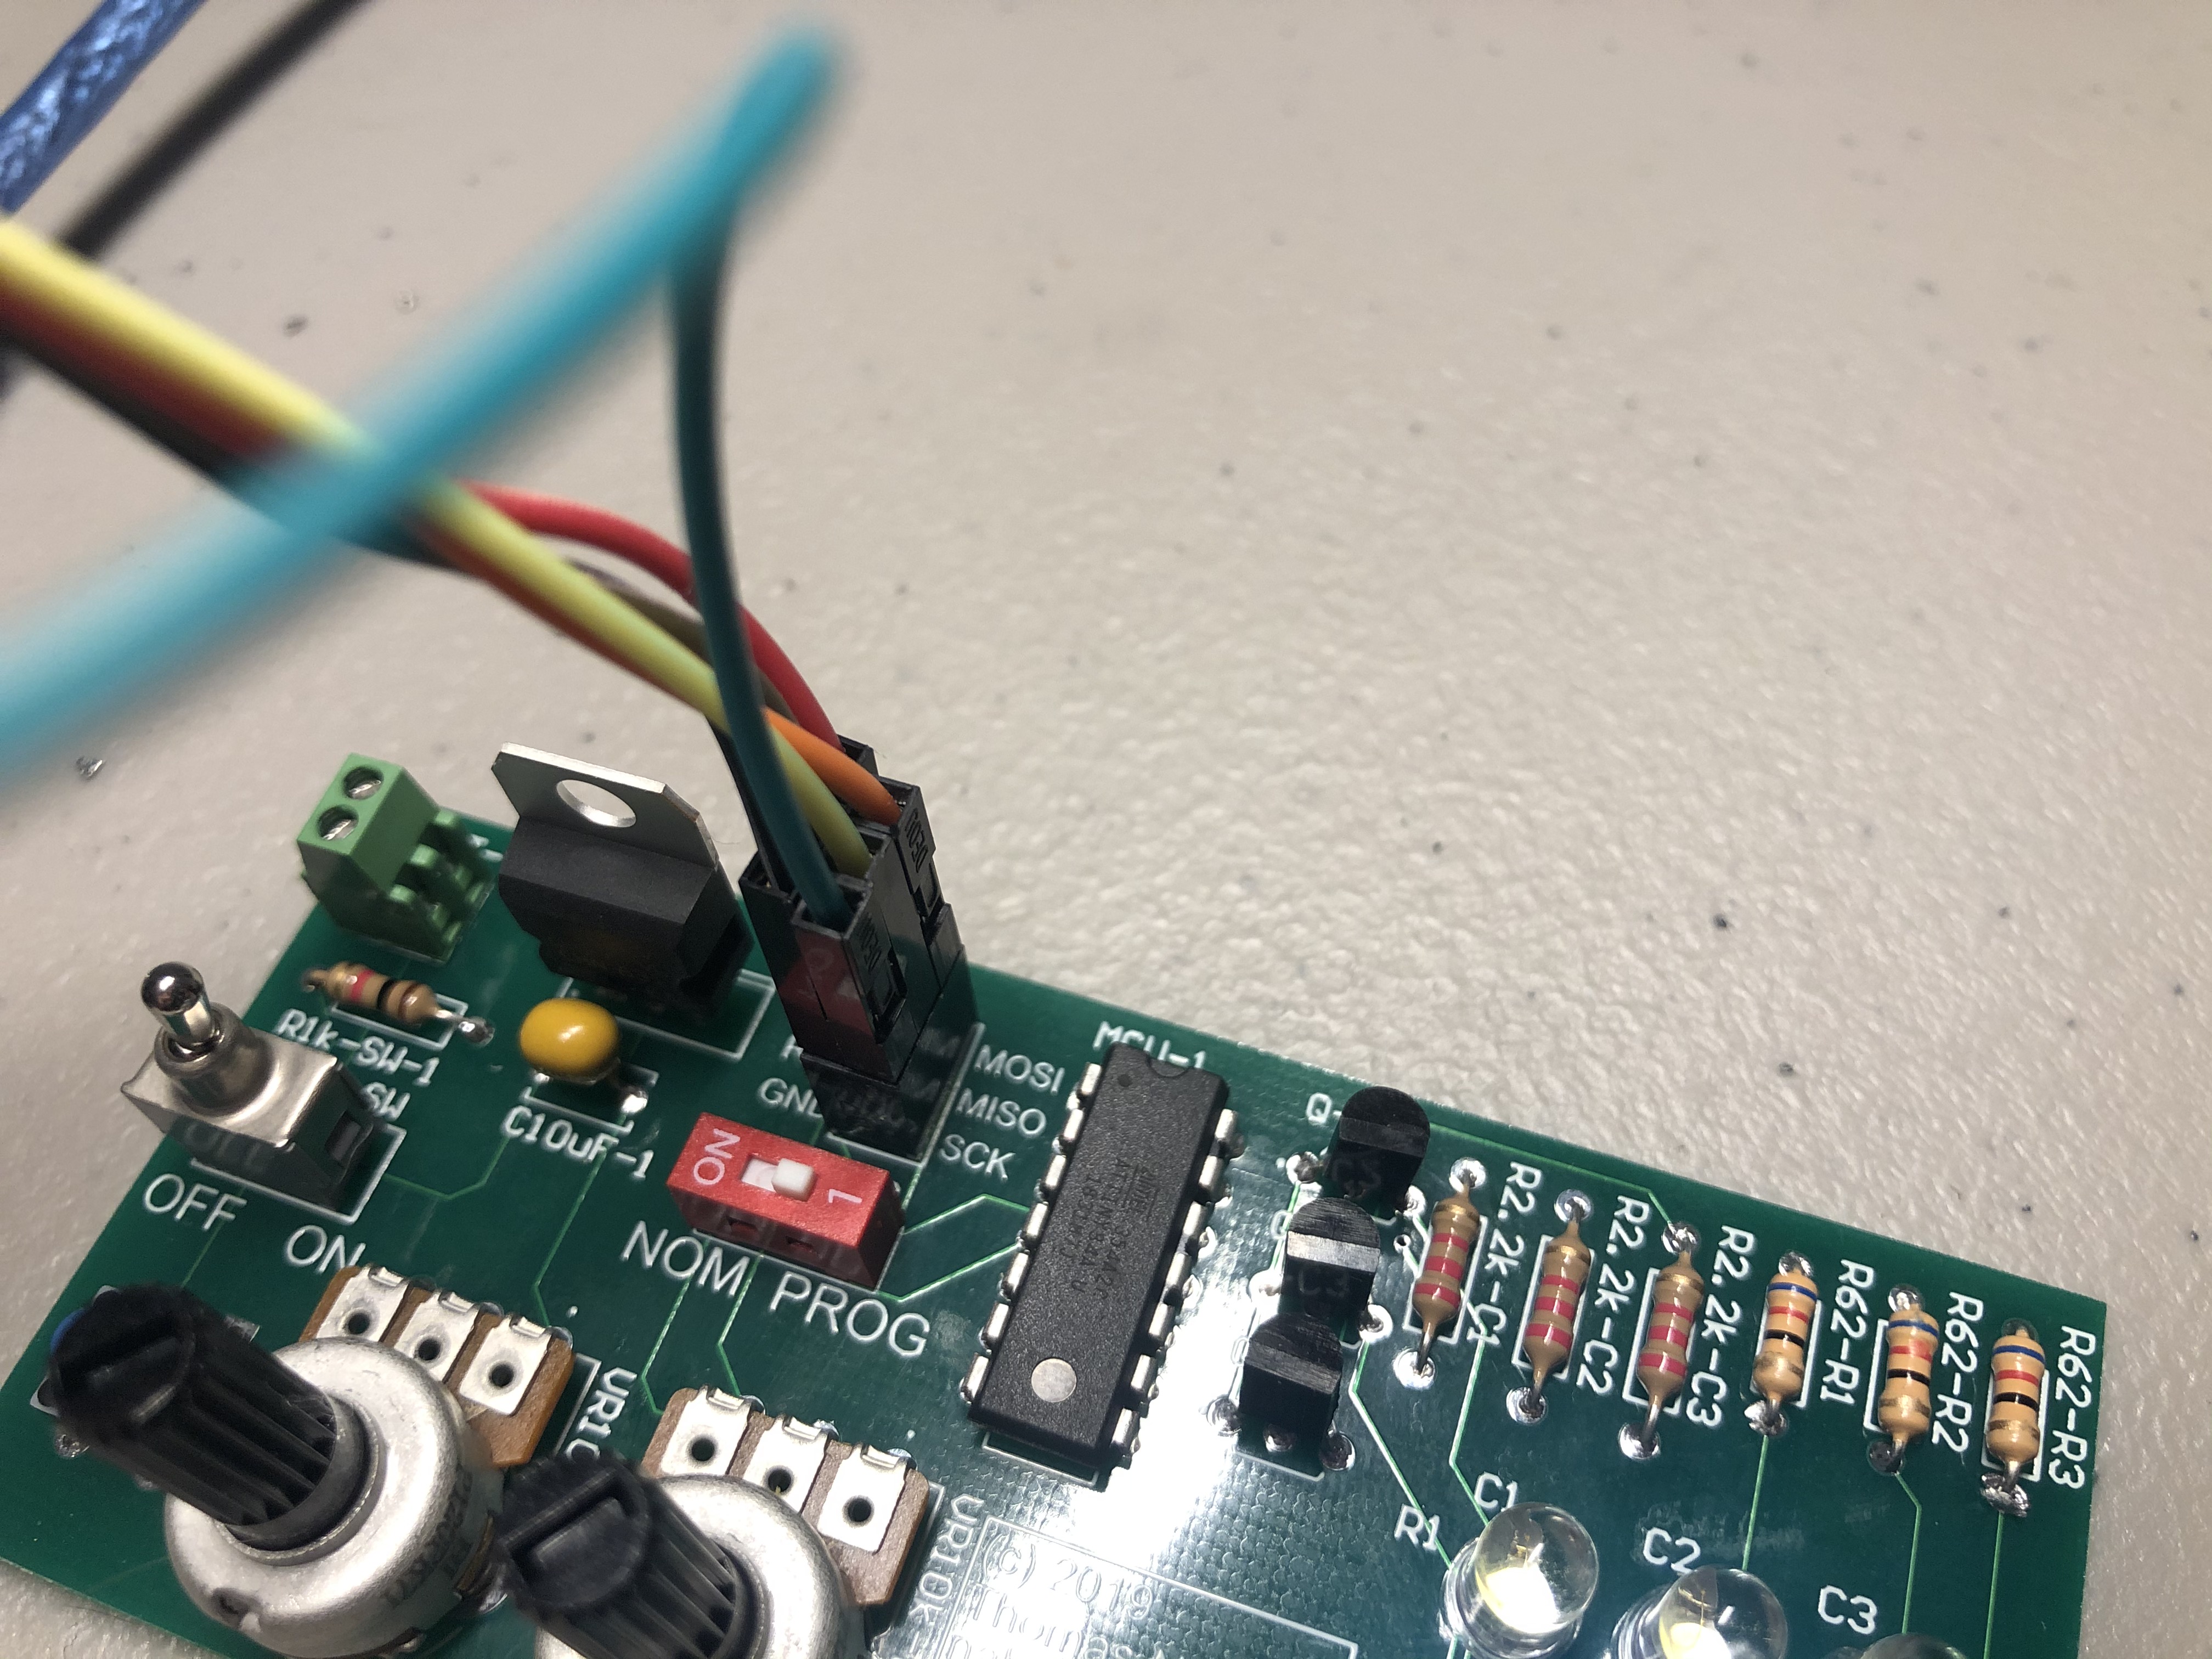 R1k-SW-1
SW
OFF
ON
C10uF-1
GND
MOSI
MISO
SCK
ON
1
NOM PROG
MCU-1
Q-
R2.2k-C1
R2.2k-C2
R2.2k-C3
R62-R1
R62-R2
R62-R3
VR10k
C1
R1
C2
C3
(c) 2019
Thomas